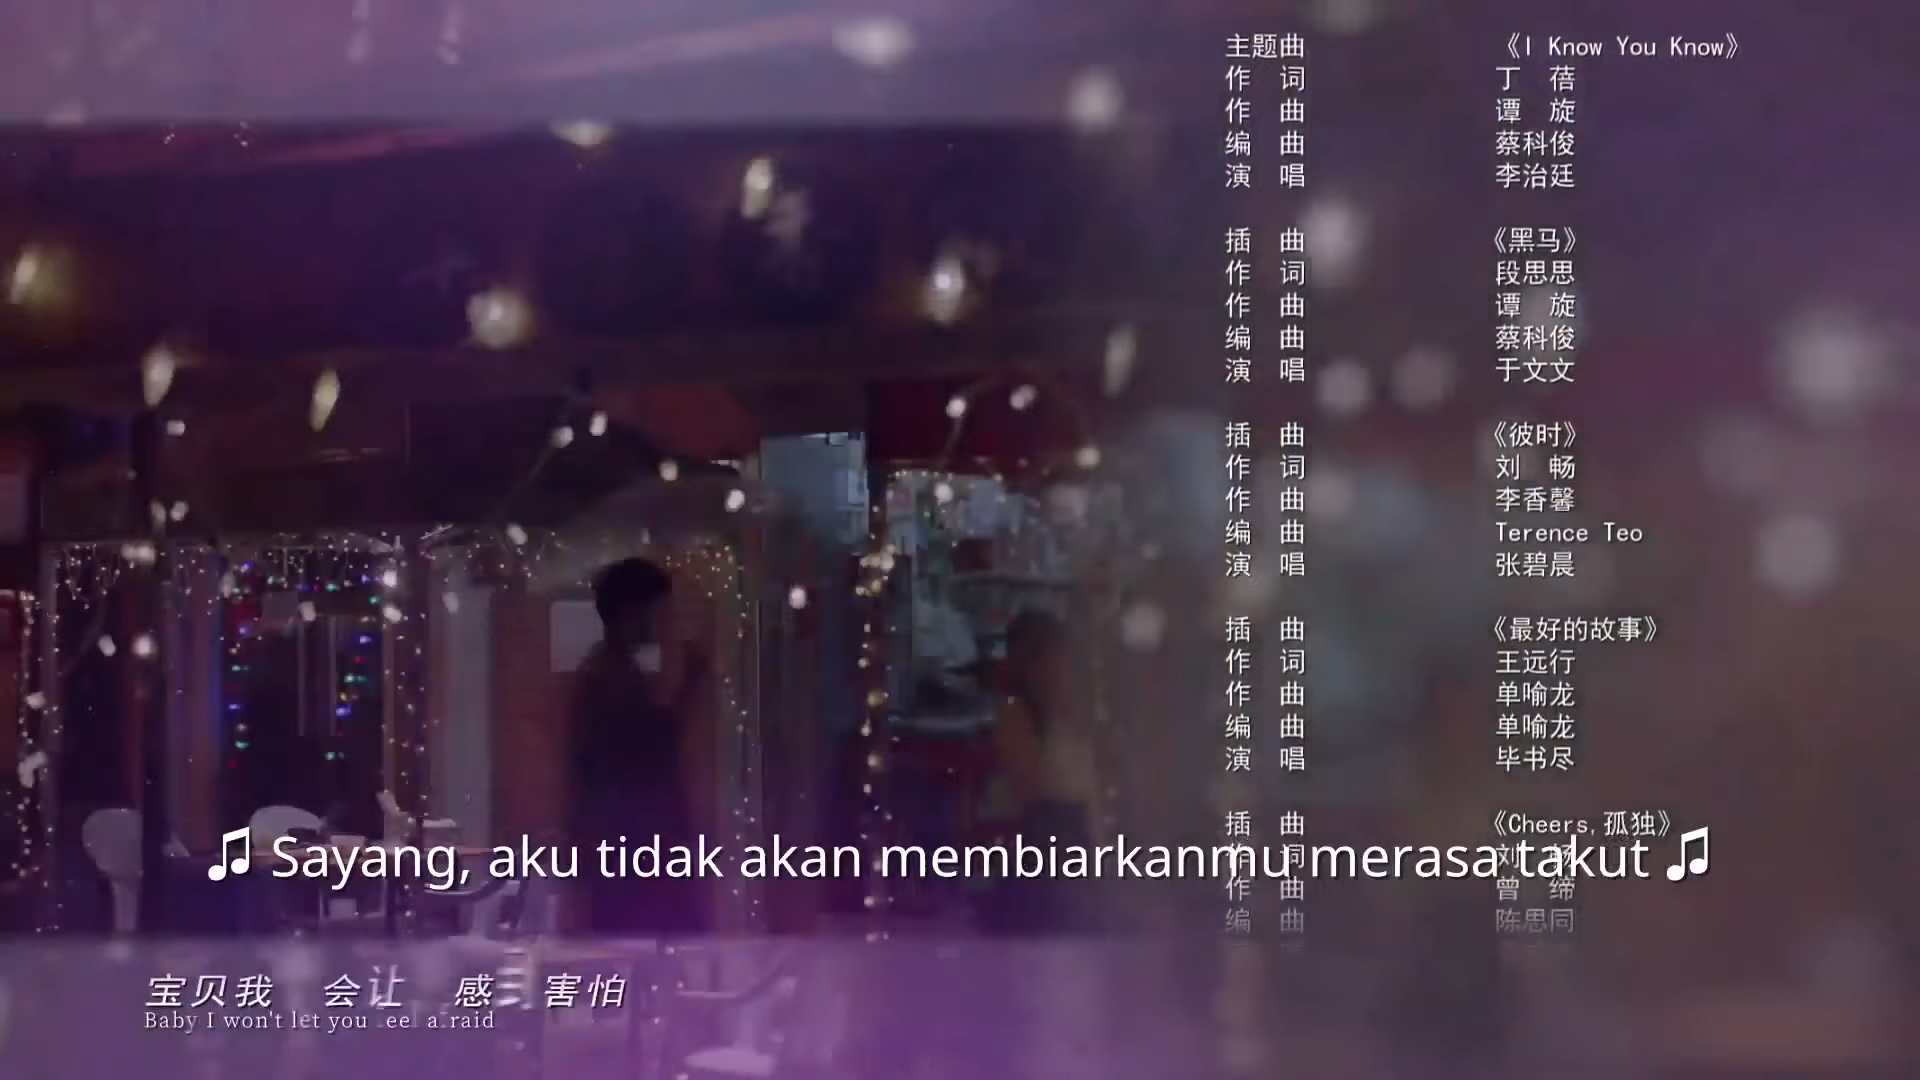 主题曲 《I Know You Know》
作 词 丁 蓓
作 曲 谭 旋
编 曲 蔡科俊
演 唱 李治廷
插 曲 《黑马》
作 词 段思思
作 曲 谭 旋
编 曲 蔡科俊
演 唱 于文文
插 曲 《彼时》
作 词 刘 畅
作 曲 李香馨
编 曲 Terence Teo
演 唱 张碧晨
插 曲 《最好的故事》
作 词 王远行
作 曲 单喻龙
编 曲 单喻龙
演 唱 毕书尽
插 曲 《Cheers,孤独》
作 词 刘 畅
♫ Sayang, aku tidak akan membiarkanmu merasa takut ♫
作 曲 曾 缔
编 曲 陈思同
宝贝我 会让 感 害怕
Baby I won't let you